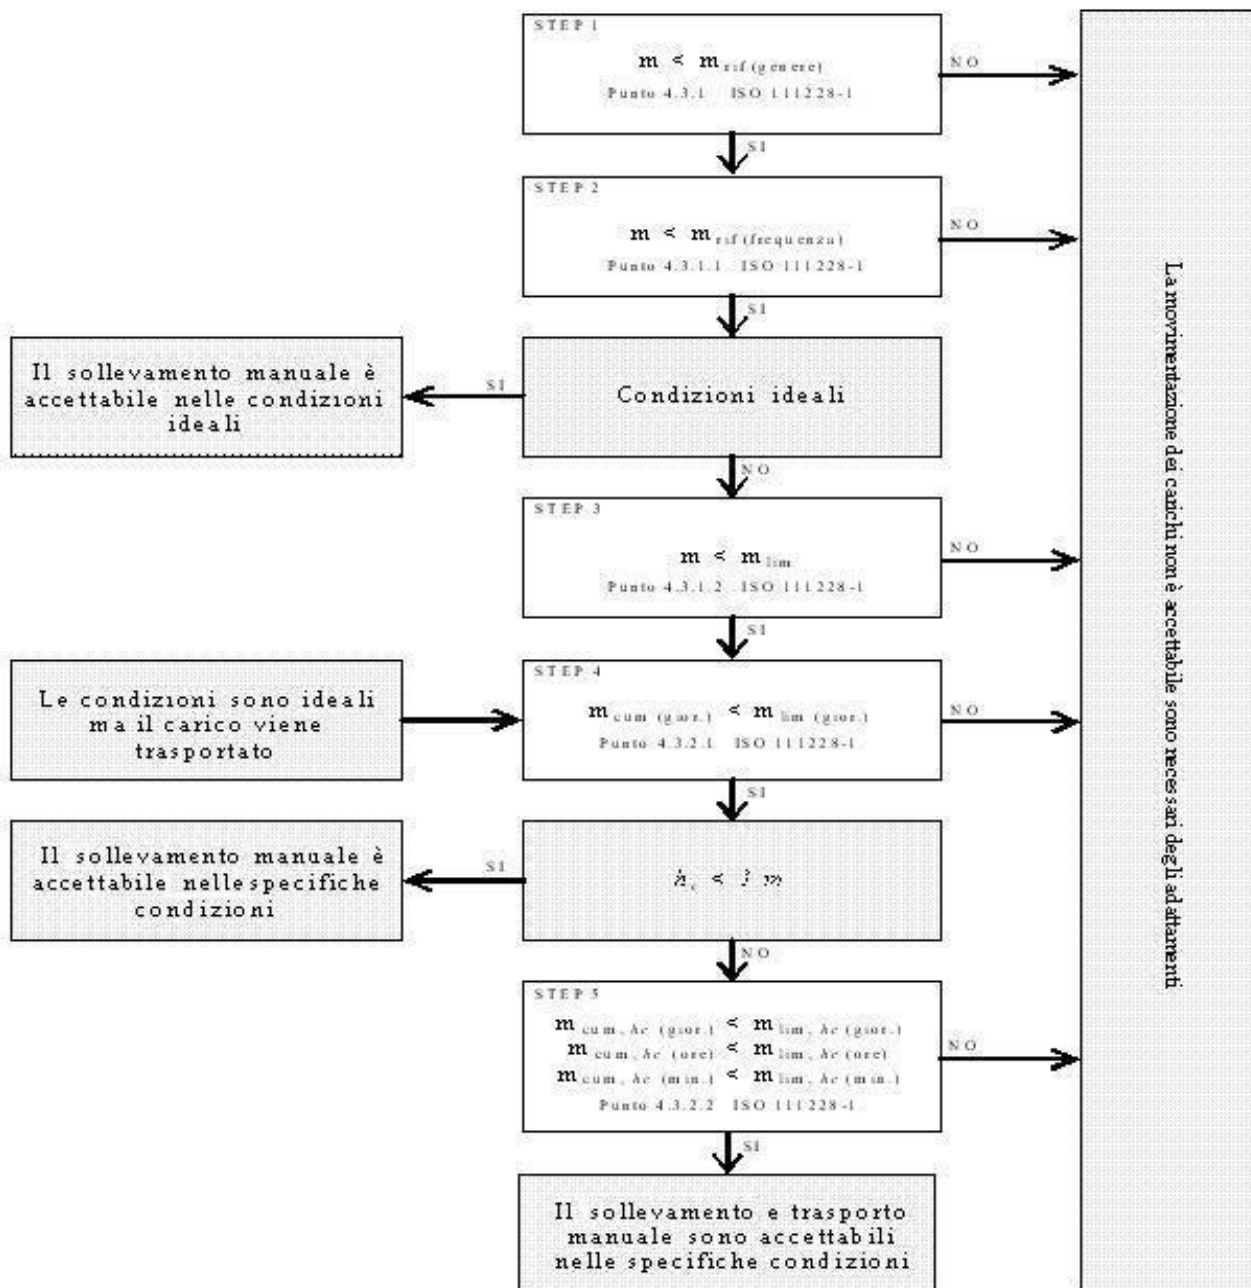 STEP 1
m < m rif (genere)
NO
Punto 4.3.1 ISO 111228-1
SI
STEP 2
m < m rif (frequenza)
NO
Punto 4.3.1.1 ISO 111228-1
SI
Il sollevamento manuale è
accettabile nelle condizioni
ideali
SI
Condizioni ideali
NO
STEP 3
m < m lim
NO
Punto 4.3.1.2 ISO 111228-1
SI
Le condizioni sono ideali
ma il carico viene
trasportato
STEP 4
m cum (gior.) < m lim (gior.)
NO
Punto 4.3.2.1 ISO 111228-1
SI
Il sollevamento manuale è
accettabile nelle specifiche
condizioni
SI
h c < m
NO
STEP 5
m cum, hc (gior.) < m lim, hc (gior.)
m cum, hc (ore) < m lim, hc (ore)
NO
m cum, hc (min.) < m lim, hc (min.)
Punto 4.3.2.2 ISO 111228-1
SI
Il sollevamento e trasporto
manuale sono accettabili
nelle specifiche condizioni
La movimentazione dei carichi non è accettabile sono necessari degli adattamenti